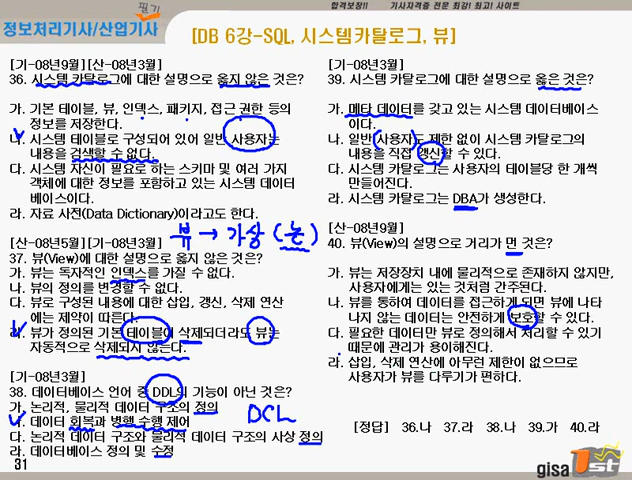 합격보장!! 기사자격증 전문 최강! 최고! 사이트
필기
정보처리기사/산업기사
[DB 6강-SQL, 시스템카탈로그, 뷰]
[기-08년9월][산-08년3월]
36. 시스템 카탈로그에 대한 설명으로 옳지 않은 것은?
가. 기본 테이블, 뷰, 인덱스, 패키지, 접근 권한 등의
정보를 저장한다.
나. 시스템 테이블로 구성되어 있어 일반 사용자는
내용을 검색할 수 없다.
다. 시스템 자신이 필요로 하는 스키마 및 여러 가지
객체에 대한 정보를 포함하고 있는 시스템 데이터
베이스이다.
라. 자료 사전(Data Dictionary)이라고도 한다.
뷰 → 가상 (논)
[산-08년5월][기-08년3월]
37. 뷰(View)에 대한 설명으로 옳지 않은 것은?
가. 뷰는 독자적인 인덱스를 가질 수 없다.
나. 뷰의 정의를 변경할 수 없다.
다. 뷰로 구성된 내용에 대한 삽입, 갱신, 삭제 연산
에는 제약이 따른다.
라. 뷰가 정의된 기본 테이블이 삭제되더라도 뷰는
자동적으로 삭제되지 않는다.
[기-08년3월]
38. 데이터베이스 언어 중 DDL의 기능이 아닌 것은?
가. 논리적, 물리적 데이터 구조의 정의
나. 데이터 회복과 병행 수행 제어
DCL
다. 논리적 데이터 구조와 물리적 데이터 구조의 사상 정의
라. 데이터베이스 정의 및 수정
31
[기-08년3월]
39. 시스템 카탈로그에 대한 설명으로 옳은 것은?
가. 메타 데이터를 갖고 있는 시스템 데이터베이스
이다.
나. 일반 사용자도 제한 없이 시스템 카탈로그의
내용을 직접 갱신할 수 있다.
다. 시스템 카탈로그는 사용자의 테이블당 한 개씩
만들어진다.
라. 시스템 카탈로그는 DBA가 생성한다.
[산-08년9월]
40. 뷰(View)의 설명으로 거리가 먼 것은?
가. 뷰는 저장장치 내에 물리적으로 존재하지 않지만,
사용자에게는 있는 것처럼 간주된다.
나. 뷰를 통하여 데이터를 접근하게 되면 뷰에 나타
나지 않는 데이터는 안전하게 보호할 수 있다.
다. 필요한 데이터만 뷰로 정의해서 처리할 수 있기
때문에 관리가 용이해진다.
라. 삽입, 삭제 연산에 아무런 제한이 없으므로
사용자가 뷰를 다루기가 편하다.
[정답] 36.나 37.라 38.나 39.가 40.라
gisa 1st